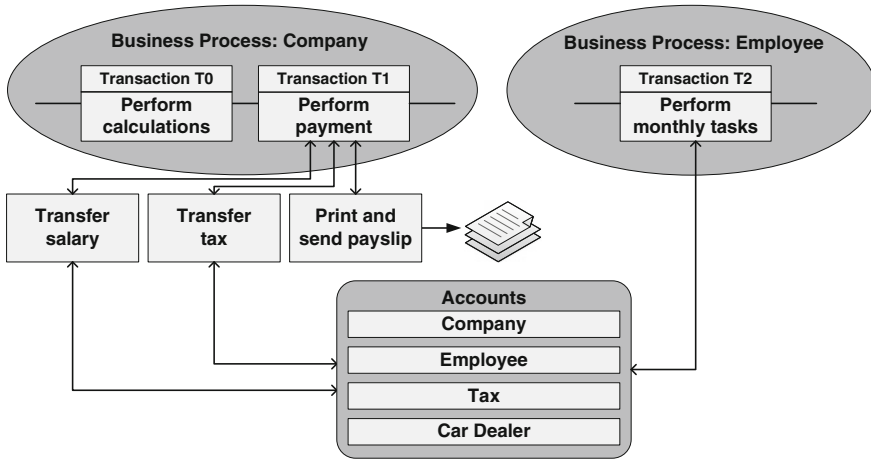 Business Process: Company
Transaction T0
Perform
calculations
Transaction T1
Perform
payment
Business Process: Employee
Transaction T2
Perform
monthly tasks
Transfer
salary
Transfer
tax
Print and
send payslip
Accounts
Company
Employee
Tax
Car Dealer